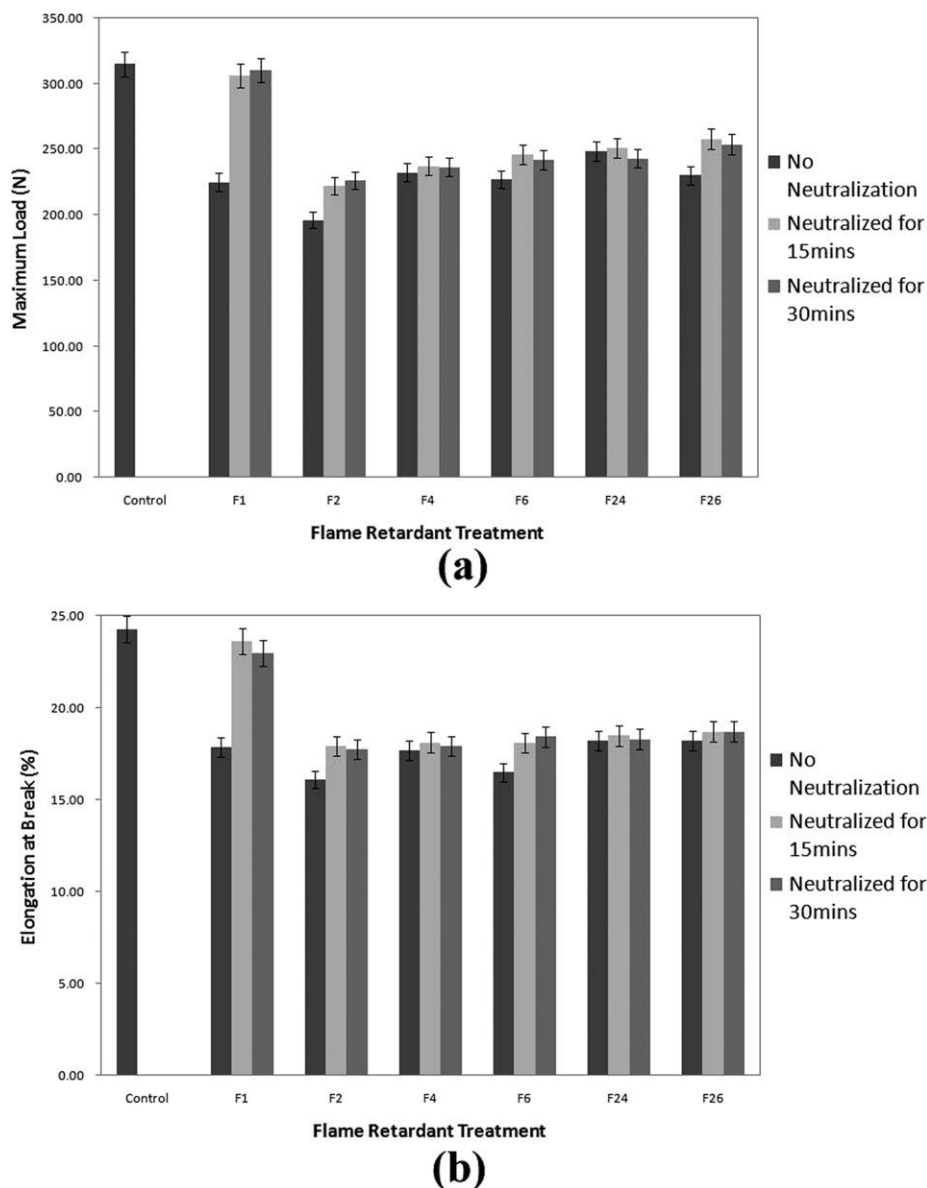 350.00
300.00
250.00
200.00
150.00
100.00
50.00
0.00
Maximum Load (N)
Control F1 F2 F4 F6 F24 F26
Flame Retardant Treatment
No
Neutralization
Neutralized for
15mins
Neutralized for
30mins
(a)
25.00
20.00
15.00
10.00
5.00
0.00
Elongation at Break (%)
Control F1 F2 F4 F6 F24 F26
Flame Retardant Treatment
No
Neutralization
Neutralized for
15mins
Neutralized for
30mins
(b)